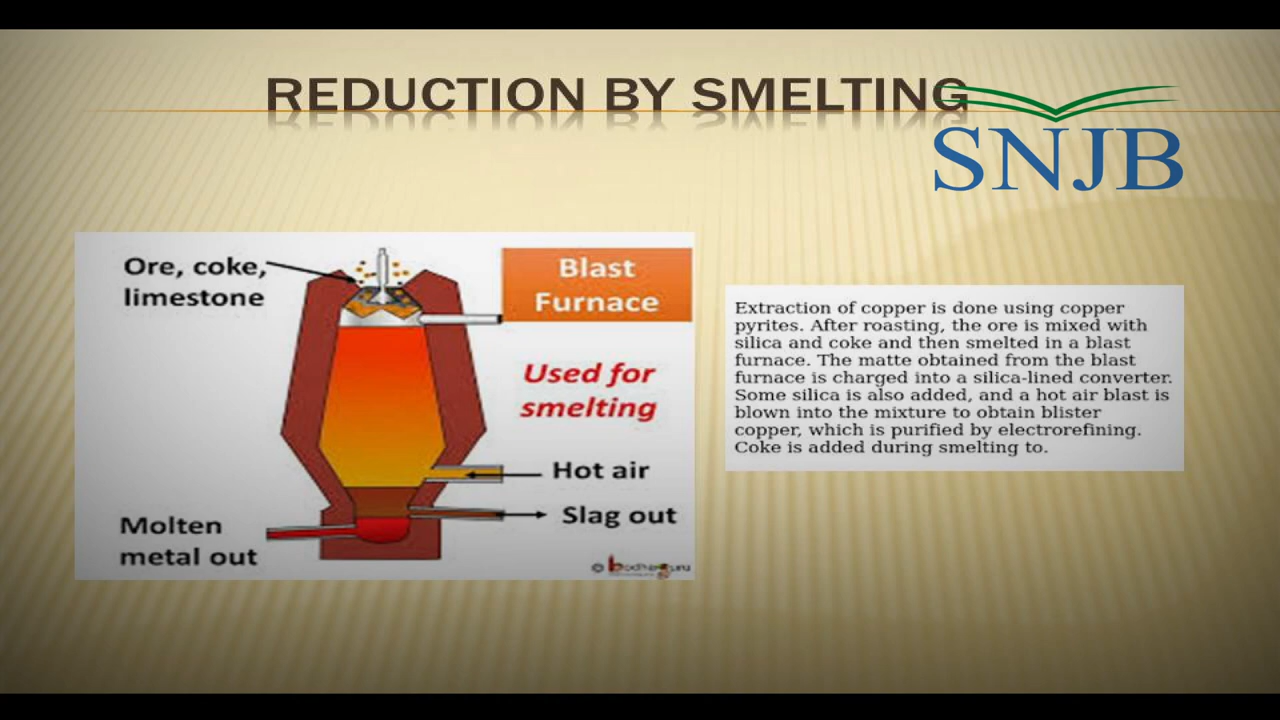 REDUCTION BY SMELTING
SNJB
Ore, coke,
limestone
Blast
Furnace
Used for
smelting
Hot air
Slag out
Molten
metal out
Extraction of copper is done using copper
pyrites. After roasting, the ore is mixed with
silica and coke and then smelted in a blast
furnace. The matte obtained from the blast
furnace is charged into a silica-lined converter.
Some silica is also added, and a hot air blast is
blown into the mixture to obtain blister
copper, which is purified by electrorefining.
Coke is added during smelting to.